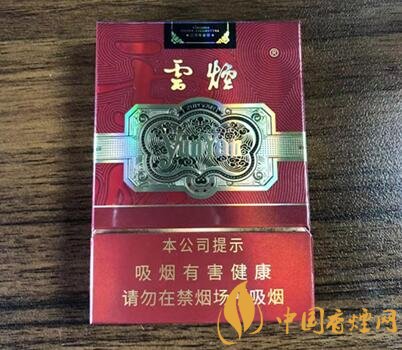 雲煙®
YunYan
本公司提示
吸烟有害健康
请勿在禁烟场所吸烟
中国香烟网